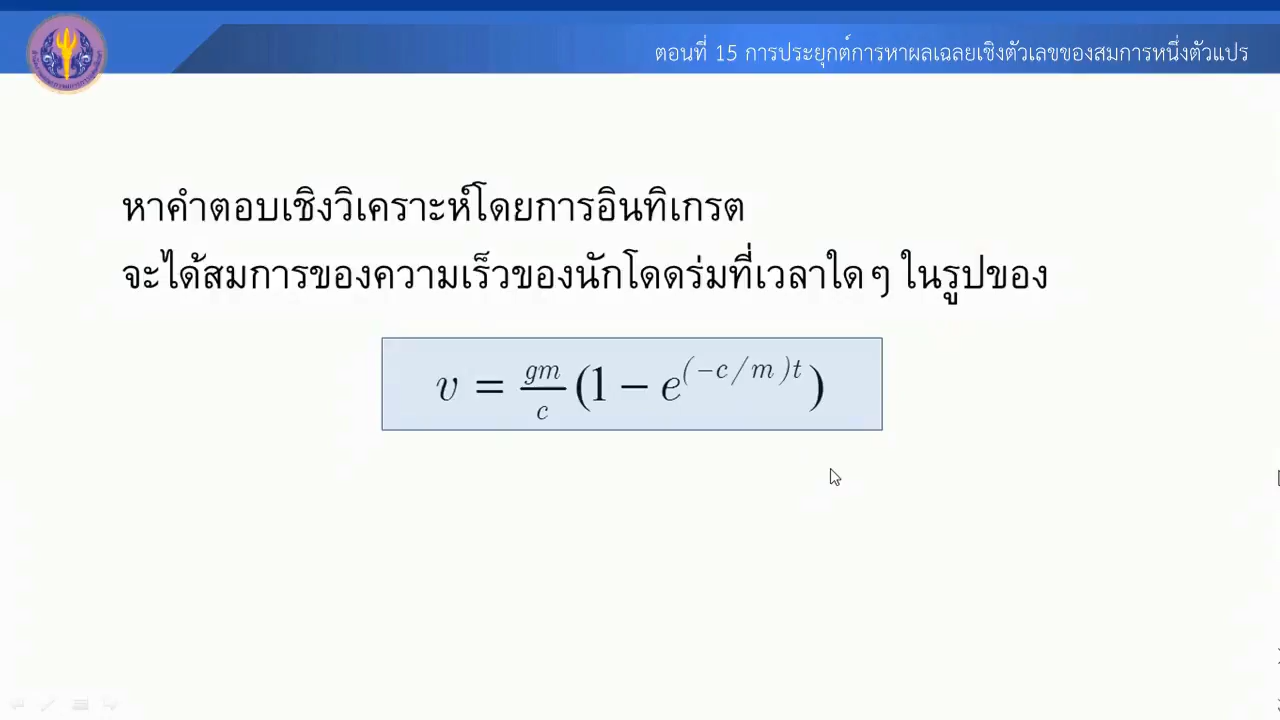 ตอนที่ 15 การประยุกต์การหาผลเฉลยเชิงตัวเลขของสมการหนึ่งตัวแปร
หาคำตอบเชิงวิเคราะห์โดยการอินทิเกรต
จะได้สมการของความเร็วของนักโดดร่มที่เวลาใดๆ ในรูปของ
v = gm/c (1 − e^(−c/m)t)